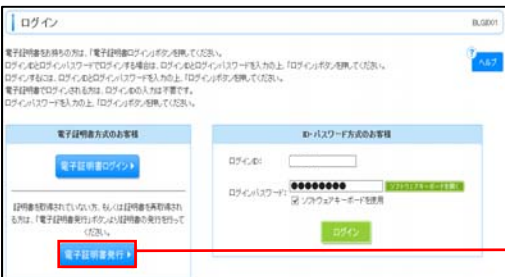 ログイン
BLGI001
電子証明書をお持ちの方は、「電子証明書ログイン」ボタンを押してください。
ログインIDとログインパスワードでログインする場合は、ログインIDとログインパスワードを入力の上、「ログイン」ボタンを押してください。
ログインするには、ログインIDとログインパスワードを入力の上、「ログイン」ボタンを押してください。
電子証明書でログインされる方は、ログインIDの入力は不要です。
ログインパスワードを入力の上、「ログイン」ボタンを押してください。
? ヘルプ
電子証明書方式のお客様
電子証明書ログイン
証明書を取得されていない方、もしくは証明書を再取得され
る方は、「電子証明書発行」ボタンより証明書の発行を行って
ください。
電子証明書発行
ID・パスワード方式のお客様
ログインID:
ログインパスワード: ●●●●●●●● ソフトウェアキーボードを開く
ソフトウェアキーボードを使用
ログイン